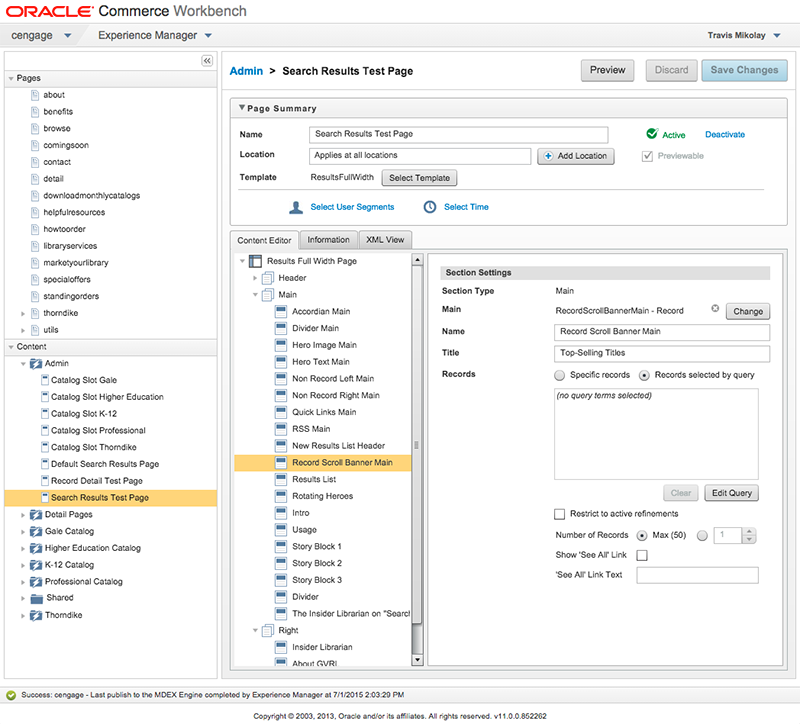 ORACLE Commerce Workbench
cengage Experience Manager Travis Mikolay
Pages
about
benefits
browse
comingsoon
contact
detail
downloadmonthlycatalogs
helpfulresources
howtoorder
libraryservices
marketyourlibrary
specialoffers
standingorders
thorndike
utils
Content
Admin
Catalog Slot Gale
Catalog Slot Higher Education
Catalog Slot K-12
Catalog Slot Professional
Catalog Slot Thorndike
Default Search Results Page
Record Detail Test Page
Search Results Test Page
Detail Pages
Gale Catalog
Higher Education Catalog
K-12 Catalog
Professional Catalog
Shared
Thorndike
Admin > Search Results Test Page Preview Discard Save Changes
Page Summary
Name Search Results Test Page Active Deactivate
Location Applies at all locations Add Location Previewable
Template ResultsFullWidth Select Template
Select User Segments Select Time
Content Editor Information XML View
Results Full Width Page
Header
Main
Accordian Main
Divider Main
Hero Image Main
Hero Text Main
Non Record Left Main
Non Record Right Main
Quick Links Main
RSS Main
New Results List Header
Record Scroll Banner Main
Results List
Rotating Heroes
Intro
Usage
Story Block 1
Story Block 2
Story Block 3
Divider
The Insider Librarian on "Search
Right
Insider Librarian
About GVRL
Section Settings
Section Type Main
Main RecordScrollBannerMain - Record Change
Name Record Scroll Banner Main
Title Top-Selling Titles
Records Specific records Records selected by query
(no query terms selected)
Clear Edit Query
Restrict to active refinements
Number of Records Max (50) 1
Show 'See All' Link
'See All' Link Text
Success: cengage - Last publish to the MDEX Engine completed by Experience Manager at 7/1/2015 2:03:29 PM
Copyright © 2003, 2013, Oracle and/or its affiliates. All rights reserved. v11.0.0.852262